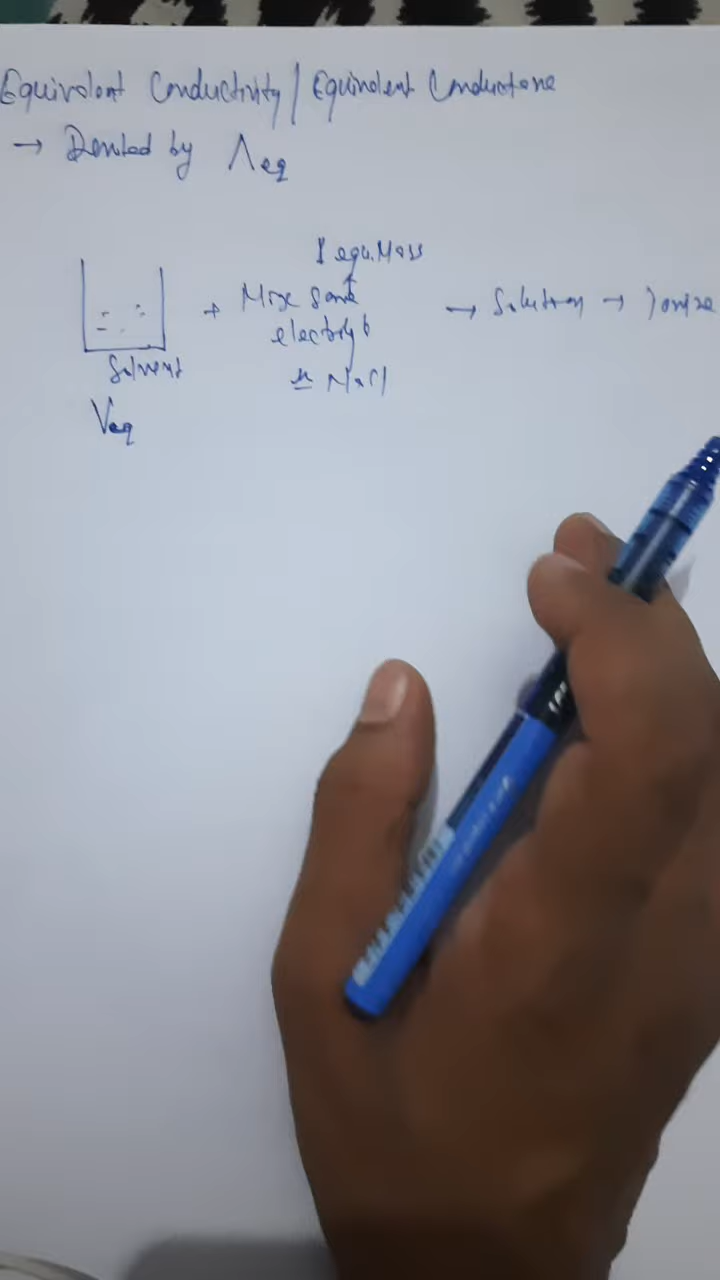 Equivalent Conductivity / Equivalent Conductance
→ Denoted by Λeq
1 equ. Mass
+ Mix some → Solution → Ionize
electrolyte
Solvent
NaCl
Veq